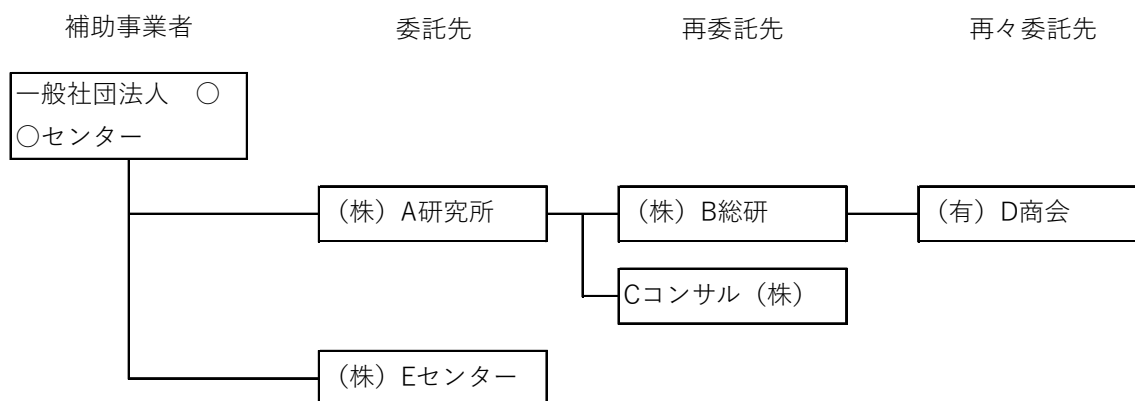 補助事業者　委託先　再委託先　再々委託先
一般社団法人　○
○センター
（株）A研究所　（株）B総研　（有）D商会
Cコンサル（株）
（株）Eセンター